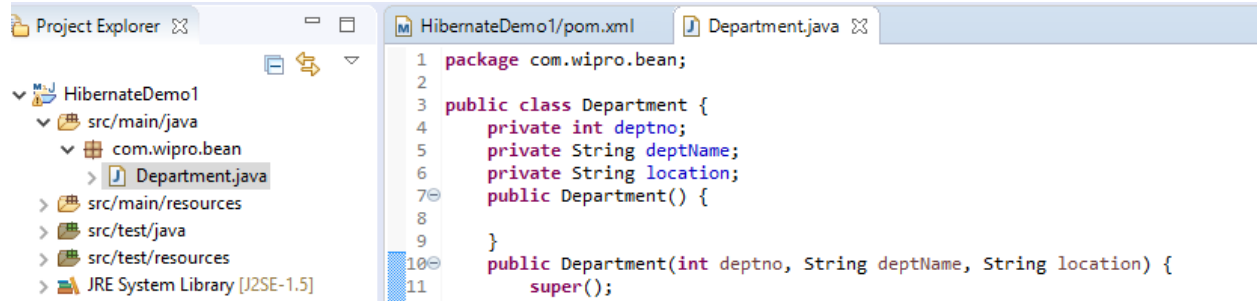 Project Explorer
HibernateDemo1
src/main/java
com.wipro.bean
Department.java
src/main/resources
src/test/java
src/test/resources
JRE System Library [J2SE-1.5]
HibernateDemo1/pom.xml
Department.java
1 package com.wipro.bean;
2
3 public class Department {
4 private int deptno;
5 private String deptName;
6 private String location;
7 public Department() {
8
9 }
10 public Department(int deptno, String deptName, String location) {
11 super();